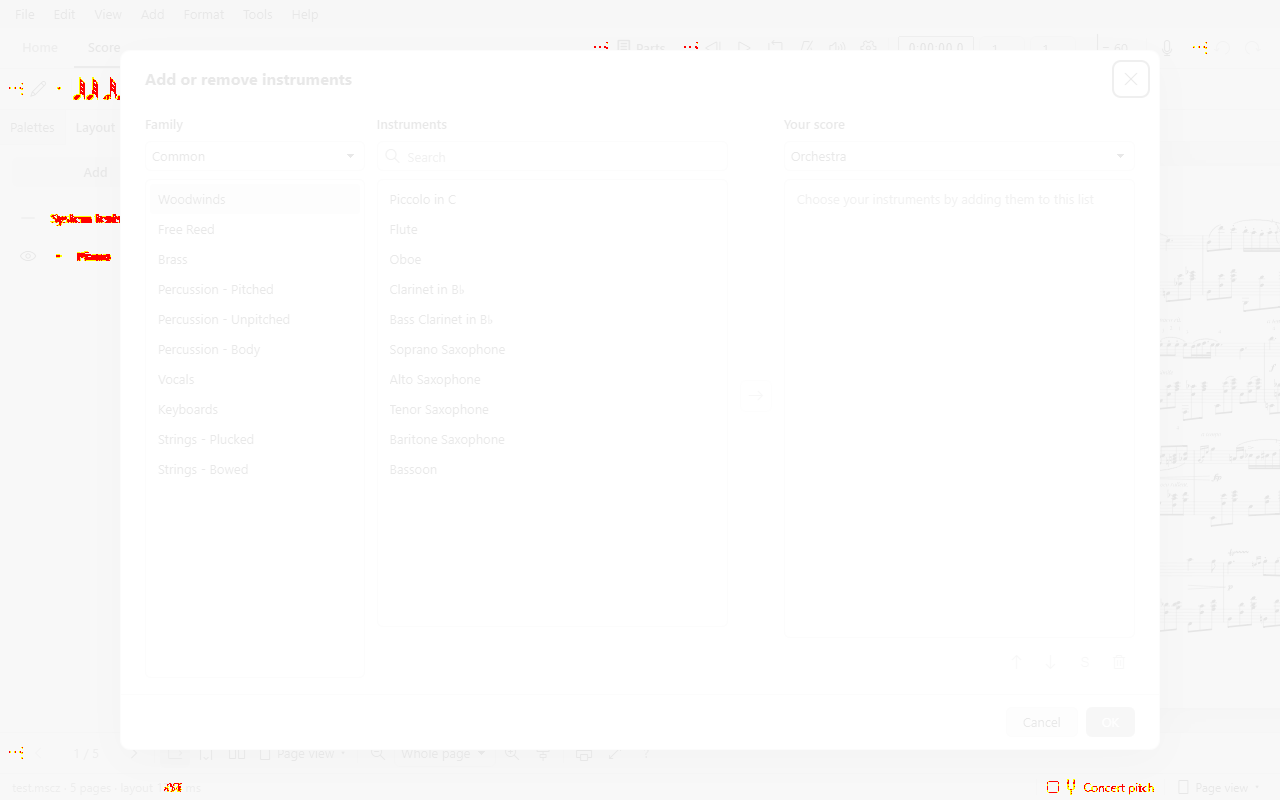 File Edit View Add Format Tools Help
Home Score Parts 0:00:00.0 = 60
Add or remove instruments
Palettes Layout
Family Instruments Your score
Common Search Orchestra
Add
Woodwinds Piccolo in C Choose your instruments by adding them to this list
Free Reed Flute
Brass Oboe
Percussion - Pitched Clarinet in B♭
Percussion - Unpitched Bass Clarinet in B♭
Percussion - Body Soprano Saxophone
Vocals Alto Saxophone
Keyboards Tenor Saxophone
Strings - Plucked Baritone Saxophone
Strings - Bowed Bassoon
S
Cancel OK
1 / 5 Page view Whole page
test.mscz - 5 pages - layout Concert pitch Page view